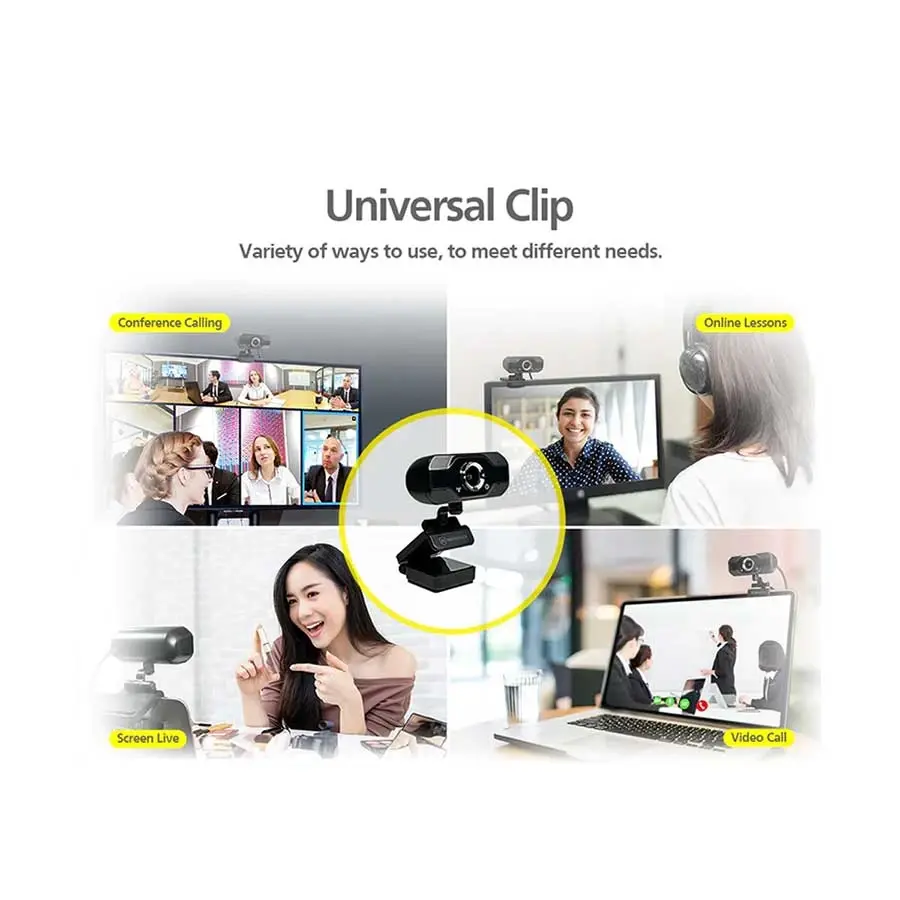 Universal Clip
Variety of ways to use, to meet different needs.
Conference Calling
Online Lessons
Screen Live
Video Call